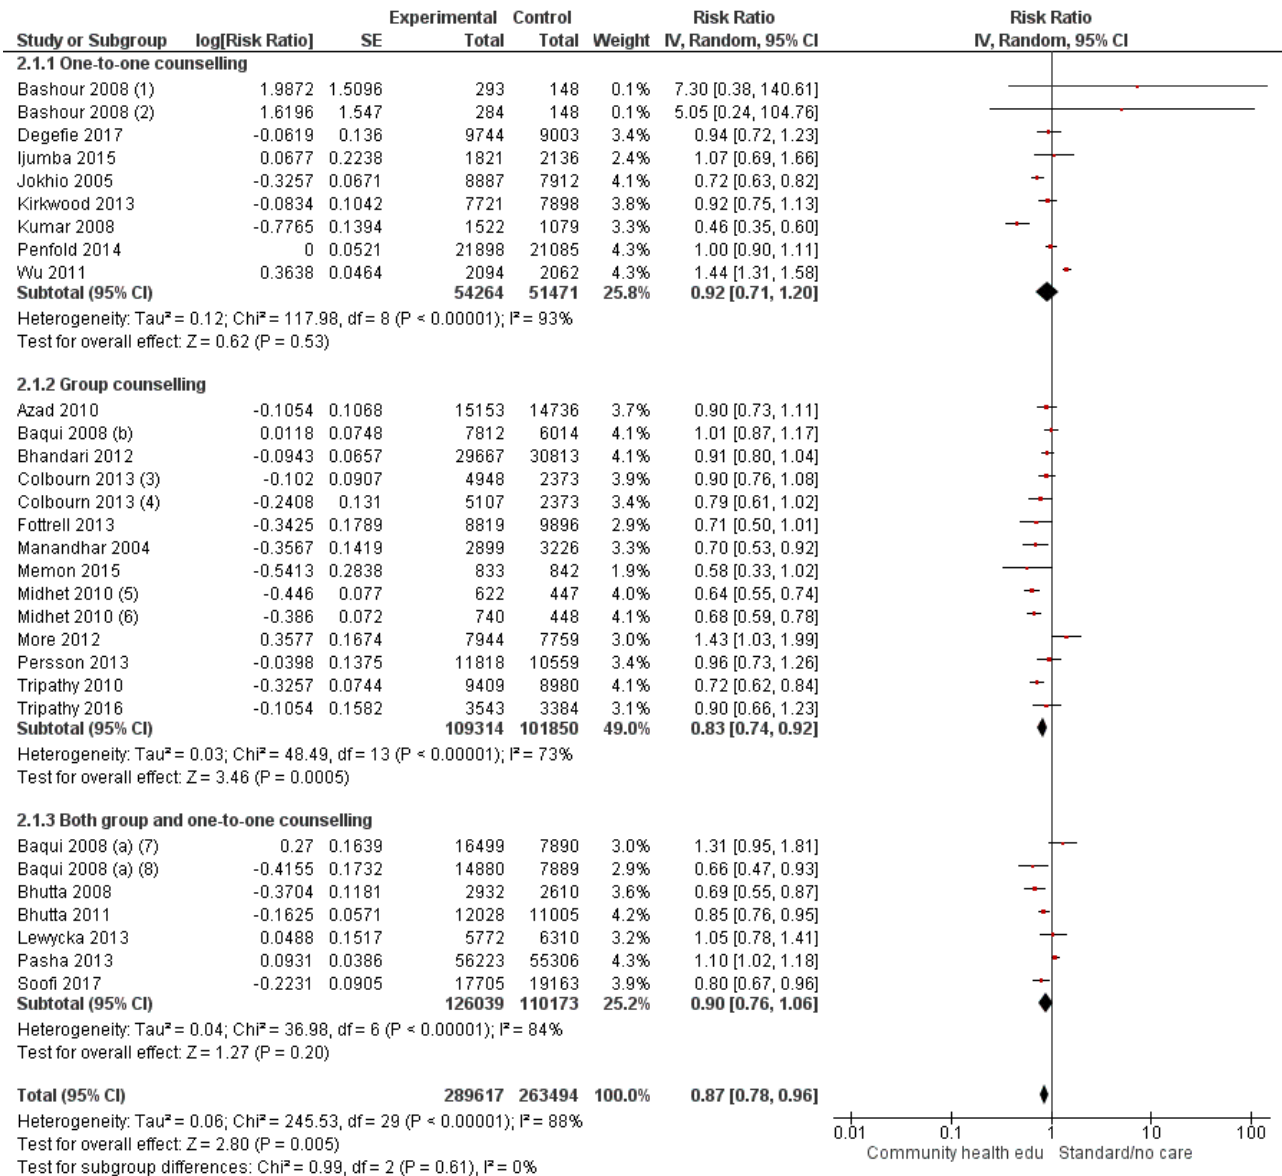 Experimental Control Risk Ratio Risk Ratio
Study or Subgroup log[Risk Ratio] SE Total Total Weight IV, Random, 95% CI IV, Random, 95% CI
2.1.1 One-to-one counselling
Bashour 2008 (1) 1.9872 1.5096 293 148 0.1% 7.30 [0.38, 140.61]
Bashour 2008 (2) 1.6196 1.547 284 148 0.1% 5.05 [0.24, 104.76]
Degefie 2017 -0.0619 0.136 9744 9003 3.4% 0.94 [0.72, 1.23]
Ijumba 2015 0.0677 0.2238 1821 2136 2.4% 1.07 [0.69, 1.66]
Jokhio 2005 -0.3257 0.0671 8887 7912 4.1% 0.72 [0.63, 0.82]
Kirkwood 2013 -0.0834 0.1042 7721 7898 3.8% 0.92 [0.75, 1.13]
Kumar 2008 -0.7765 0.1394 1522 1079 3.3% 0.46 [0.35, 0.60]
Penfold 2014 0 0.0521 21898 21085 4.3% 1.00 [0.90, 1.11]
Wu 2011 0.3638 0.0464 2094 2062 4.3% 1.44 [1.31, 1.58]
Subtotal (95% CI) 54264 51471 25.8% 0.92 [0.71, 1.20]
Heterogeneity: Tau² = 0.12; Chi² = 117.98, df = 8 (P < 0.00001); I² = 93%
Test for overall effect: Z = 0.62 (P = 0.53)
2.1.2 Group counselling
Azad 2010 -0.1054 0.1068 15153 14736 3.7% 0.90 [0.73, 1.11]
Baqui 2008 (b) 0.0118 0.0748 7812 6014 4.1% 1.01 [0.87, 1.17]
Bhandari 2012 -0.0943 0.0657 29667 30813 4.1% 0.91 [0.80, 1.04]
Colbourn 2013 (3) -0.102 0.0907 4948 2373 3.9% 0.90 [0.76, 1.08]
Colbourn 2013 (4) -0.2408 0.131 5107 2373 3.4% 0.79 [0.61, 1.02]
Fottrell 2013 -0.3425 0.1789 8819 9896 2.9% 0.71 [0.50, 1.01]
Manandhar 2004 -0.3567 0.1419 2899 3226 3.3% 0.70 [0.53, 0.92]
Memon 2015 -0.5413 0.2838 833 842 1.9% 0.58 [0.33, 1.02]
Midhet 2010 (5) -0.446 0.077 622 447 4.0% 0.64 [0.55, 0.74]
Midhet 2010 (6) -0.386 0.072 740 448 4.1% 0.68 [0.59, 0.78]
More 2012 0.3577 0.1674 7944 7759 3.0% 1.43 [1.03, 1.99]
Persson 2013 -0.0398 0.1375 11818 10559 3.4% 0.96 [0.73, 1.26]
Tripathy 2010 -0.3257 0.0744 9409 8980 4.1% 0.72 [0.62, 0.84]
Tripathy 2016 -0.1054 0.1582 3543 3384 3.1% 0.90 [0.66, 1.23]
Subtotal (95% CI) 109314 101850 49.0% 0.83 [0.74, 0.92]
Heterogeneity: Tau² = 0.03; Chi² = 48.49, df = 13 (P < 0.00001); I² = 73%
Test for overall effect: Z = 3.46 (P = 0.0005)
2.1.3 Both group and one-to-one counselling
Baqui 2008 (a) (7) 0.27 0.1639 16499 7890 3.0% 1.31 [0.95, 1.81]
Baqui 2008 (a) (8) -0.4155 0.1732 14880 7889 2.9% 0.66 [0.47, 0.93]
Bhutta 2008 -0.3704 0.1181 2932 2610 3.6% 0.69 [0.55, 0.87]
Bhutta 2011 -0.1625 0.0571 12028 11005 4.2% 0.85 [0.76, 0.95]
Lewycka 2013 0.0488 0.1517 5772 6310 3.2% 1.05 [0.78, 1.41]
Pasha 2013 0.0931 0.0386 56223 55306 4.3% 1.10 [1.02, 1.18]
Soofi 2017 -0.2231 0.0905 17705 19163 3.9% 0.80 [0.67, 0.96]
Subtotal (95% CI) 126039 110173 25.2% 0.90 [0.76, 1.06]
Heterogeneity: Tau² = 0.04; Chi² = 36.98, df = 6 (P < 0.00001); I² = 84%
Test for overall effect: Z = 1.27 (P = 0.20)
Total (95% CI) 289617 263494 100.0% 0.87 [0.78, 0.96]
Heterogeneity: Tau² = 0.06; Chi² = 245.53, df = 29 (P < 0.00001); I² = 88%
Test for overall effect: Z = 2.80 (P = 0.005)
Test for subgroup differences: Chi² = 0.99, df = 2 (P = 0.61), I² = 0%
0.01 0.1 1 10 100
Community health edu Standard/no care